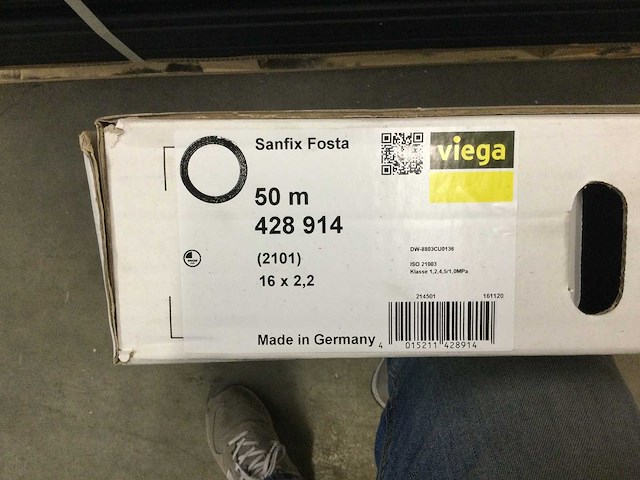 Sanfix Fosta
viega
50 m
428 914
(2101)
16 x 2,2
DW-8803CU0136
ISO 21003
Klasse 1,2,4,5/1,0MPa
214501 161120
Made in Germany
4 015211 428914